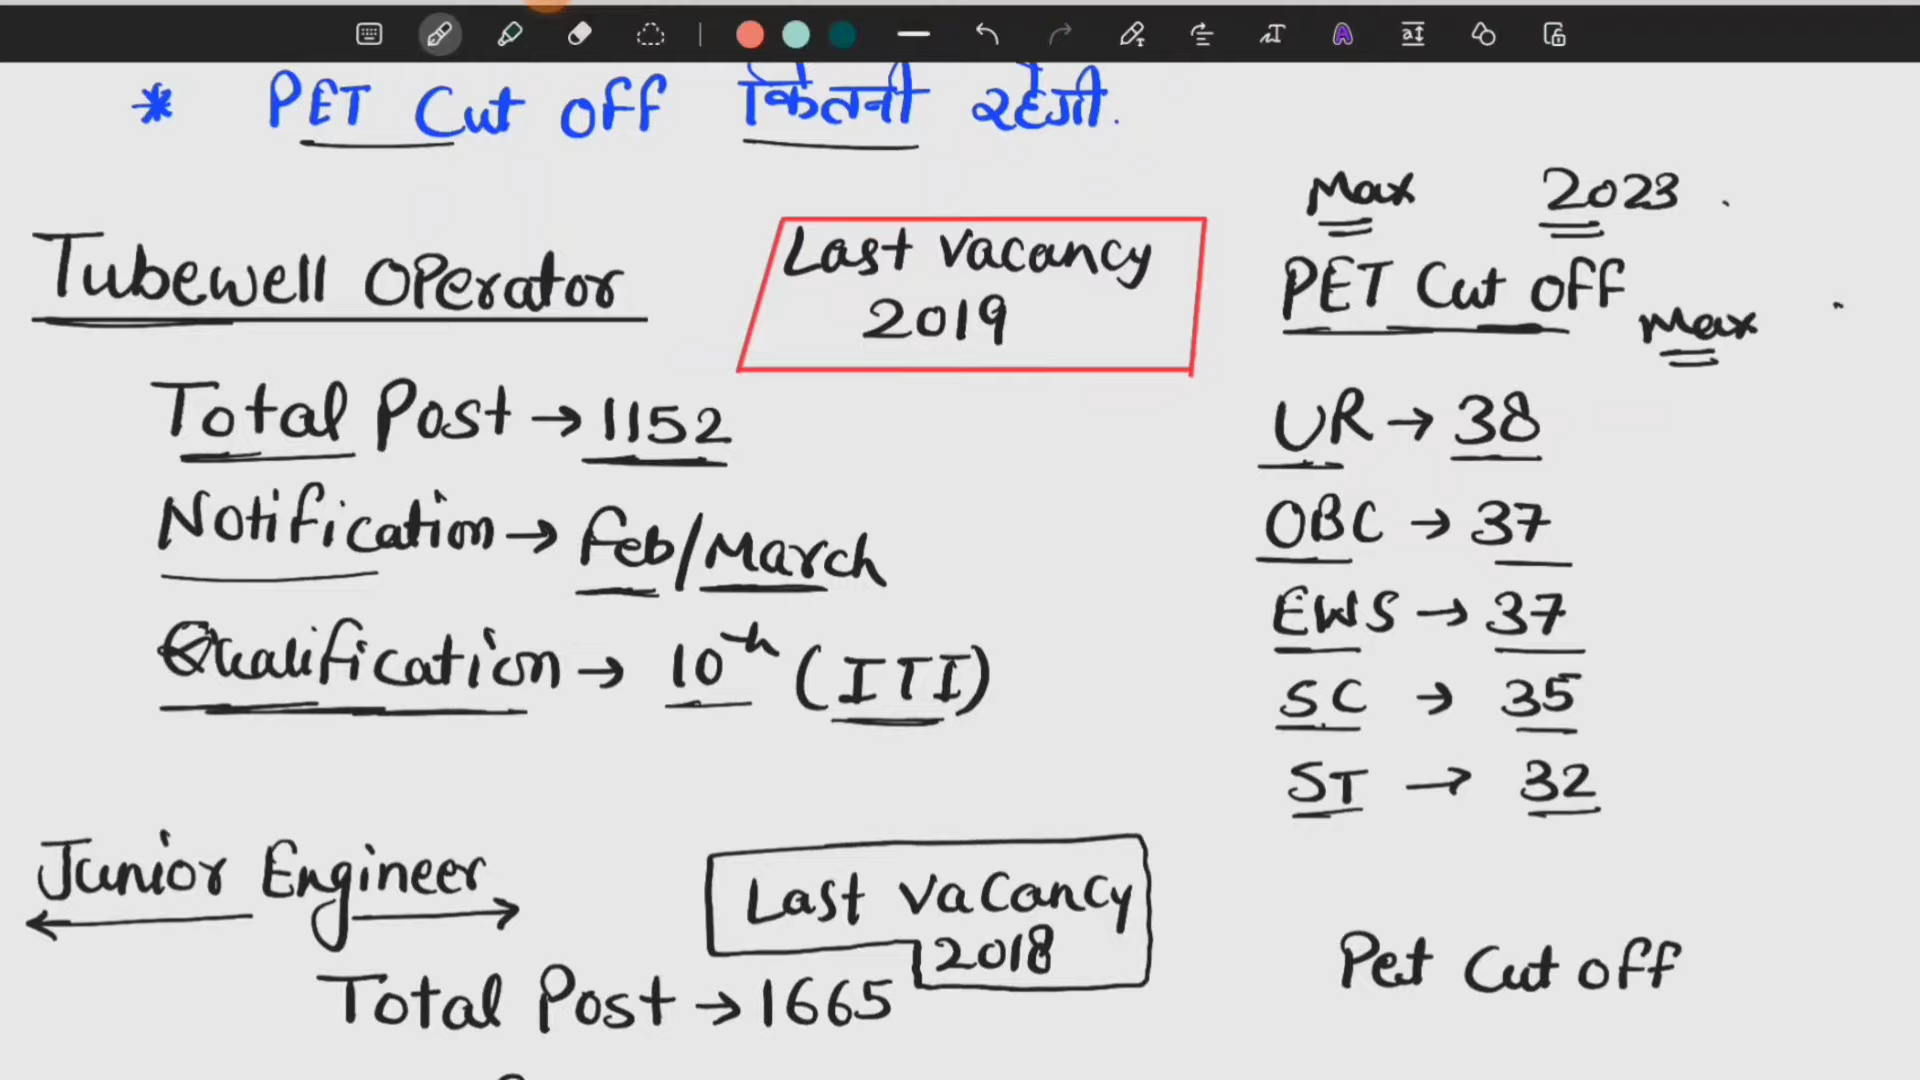 * PET Cut off कितनी रहेगी.
Tubewell Operator
Last Vacancy
2019
Total Post → 1152
Notification → Feb/March
Qualification → 10th (ITI)
Max 2023
PET Cut off
Max
UR → 38
OBC → 37
EWS → 37
SC → 35
ST → 32
Junior Engineer
Last Vacancy
2018
Total Post → 1665
Pet Cut off